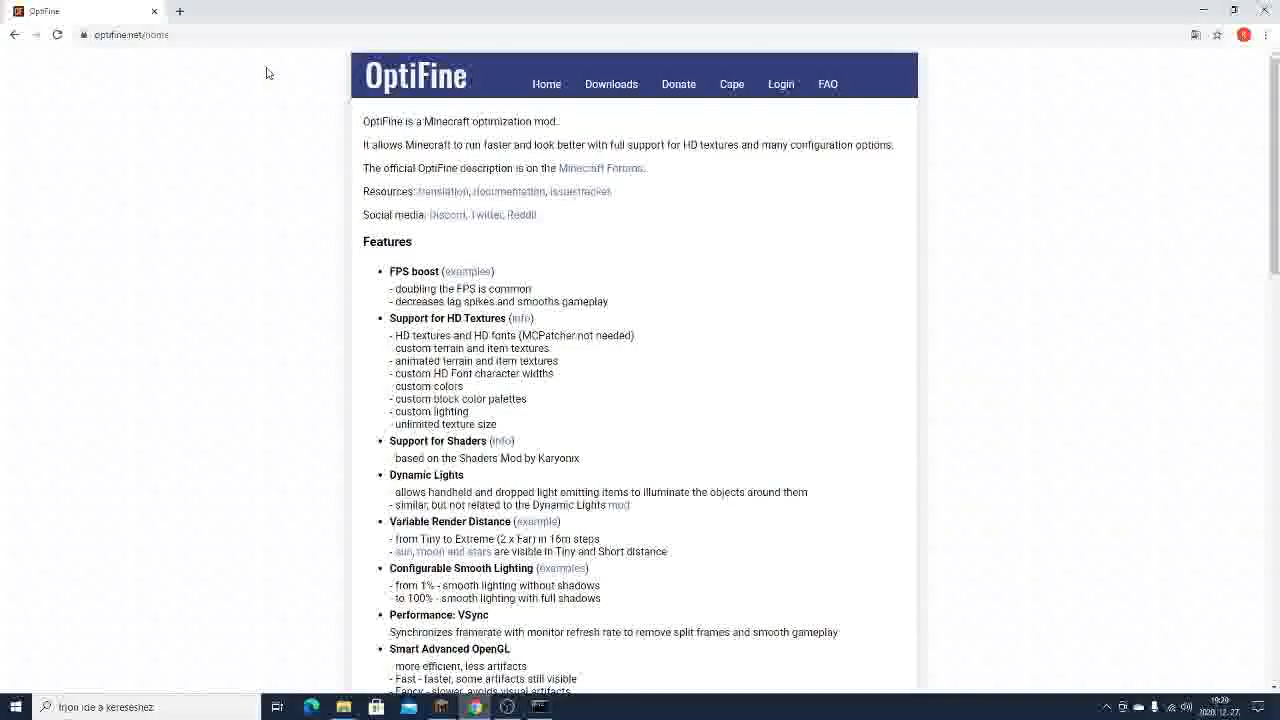 OptiFine
optifine.net/home
OptiFine
Home Downloads Donate Cape Login FAQ
OptiFine is a Minecraft optimization mod.
It allows Minecraft to run faster and look better with full support for HD textures and many configuration options.
The official OptiFine description is on the Minecraft Forums.
Resources: translation, documentation, issuetracker.
Social media: Discord, Twitter, Reddit
Features
• FPS boost (examples)
- doubling the FPS is common
- decreases lag spikes and smooths gameplay
• Support for HD Textures (info)
- HD textures and HD fonts (MCPatcher not needed)
- custom terrain and item textures
- animated terrain and item textures
- custom HD Font character widths
- custom colors
- custom block color palettes
- custom lighting
- unlimited texture size
• Support for Shaders (info)
- based on the Shaders Mod by Karyonix
• Dynamic Lights
- allows handheld and dropped light emitting items to illuminate the objects around them
- similar, but not related to the Dynamic Lights mod
• Variable Render Distance (example)
- from Tiny to Extreme (2 x Far) in 16m steps
- sun, moon and stars are visible in Tiny and Short distance
• Configurable Smooth Lighting (examples)
- from 1% - smooth lighting without shadows
- to 100% - smooth lighting with full shadows
• Performance: VSync
Synchronizes framerate with monitor refresh rate to remove split frames and smooth gameplay
• Smart Advanced OpenGL
- more efficient, less artifacts
- Fast - faster, some artifacts still visible
- Fancy - slower, avoids visual artifacts
Írjon ide a kereséshez
19:29
2020. 12. 27.